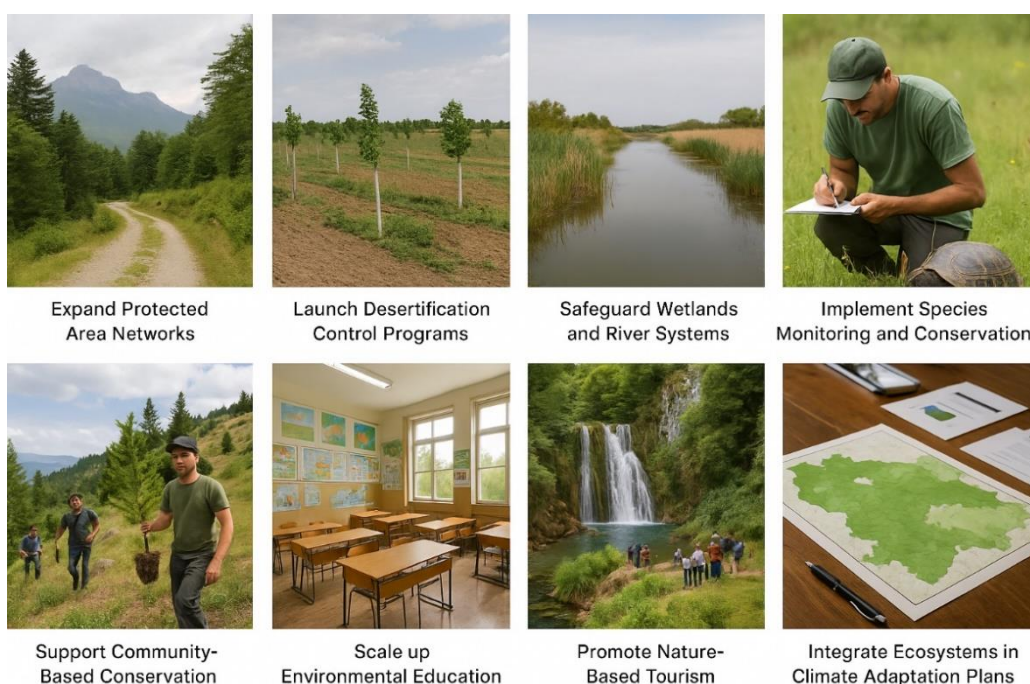 Expand Protected
Area Networks
Launch Desertification
Control Programs
Safeguard Wetlands
and River Systems
Implement Species
Monitoring and Conservation
Support Community-
Based Conservation
Scale up
Environmental Education
Promote Nature-
Based Tourism
Integrate Ecosystems in
Climate Adaptation Plans